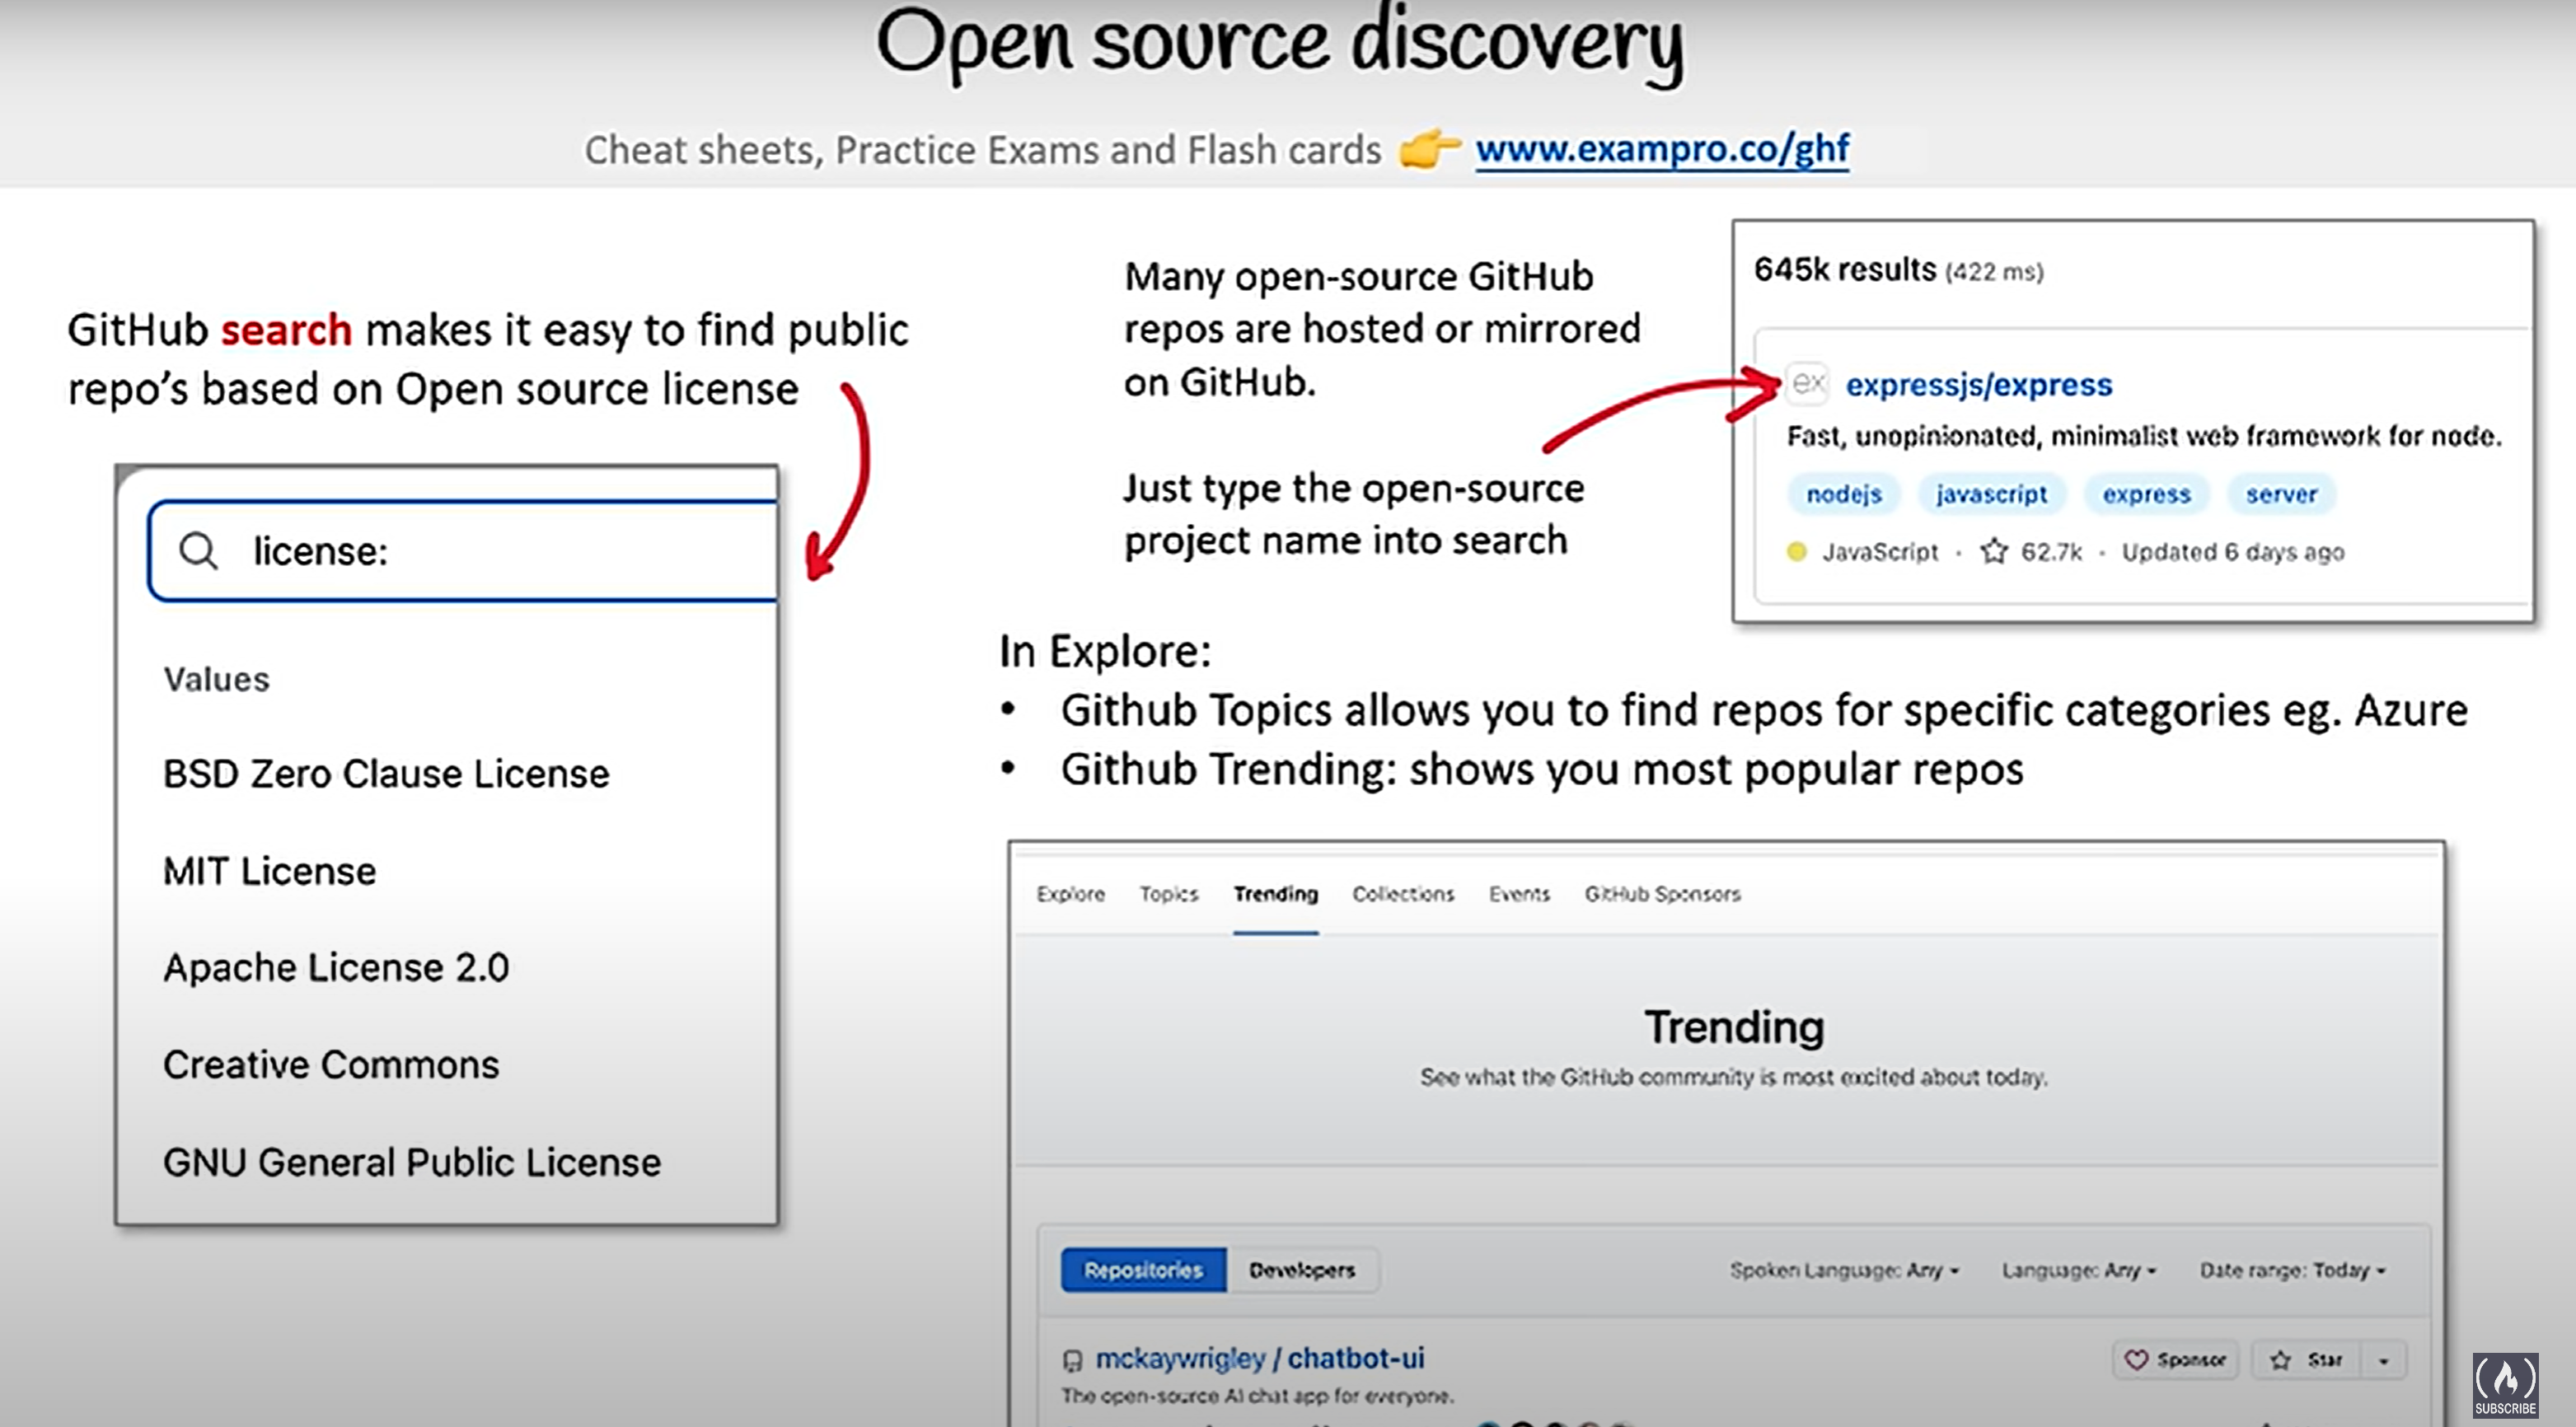 Open source discovery
Cheat sheets, Practice Exams and Flash cards 👉 www.exampro.co/ghf
GitHub search makes it easy to find public
repo's based on Open source license
license:
Values
BSD Zero Clause License
MIT License
Apache License 2.0
Creative Commons
GNU General Public License
Many open-source GitHub
repos are hosted or mirrored
on GitHub.
Just type the open-source
project name into search
645k results (422 ms)
ex expressjs/express
Fast, unopinionated, minimalist web framework for node.
nodejs javascript express server
JavaScript · 62.7k · Updated 6 days ago
In Explore:
• Github Topics allows you to find repos for specific categories eg. Azure
• Github Trending: shows you most popular repos
Explore Topics Trending Collections Events GitHub Sponsors
Trending
See what the GitHub community is most excited about today.
Repositories Developers Spoken Language: Any Language: Any Date range: Today
mckaywrigley / chatbot-ui Sponsor Star
The open-source AI chat app for everyone.
SUBSCRIBE